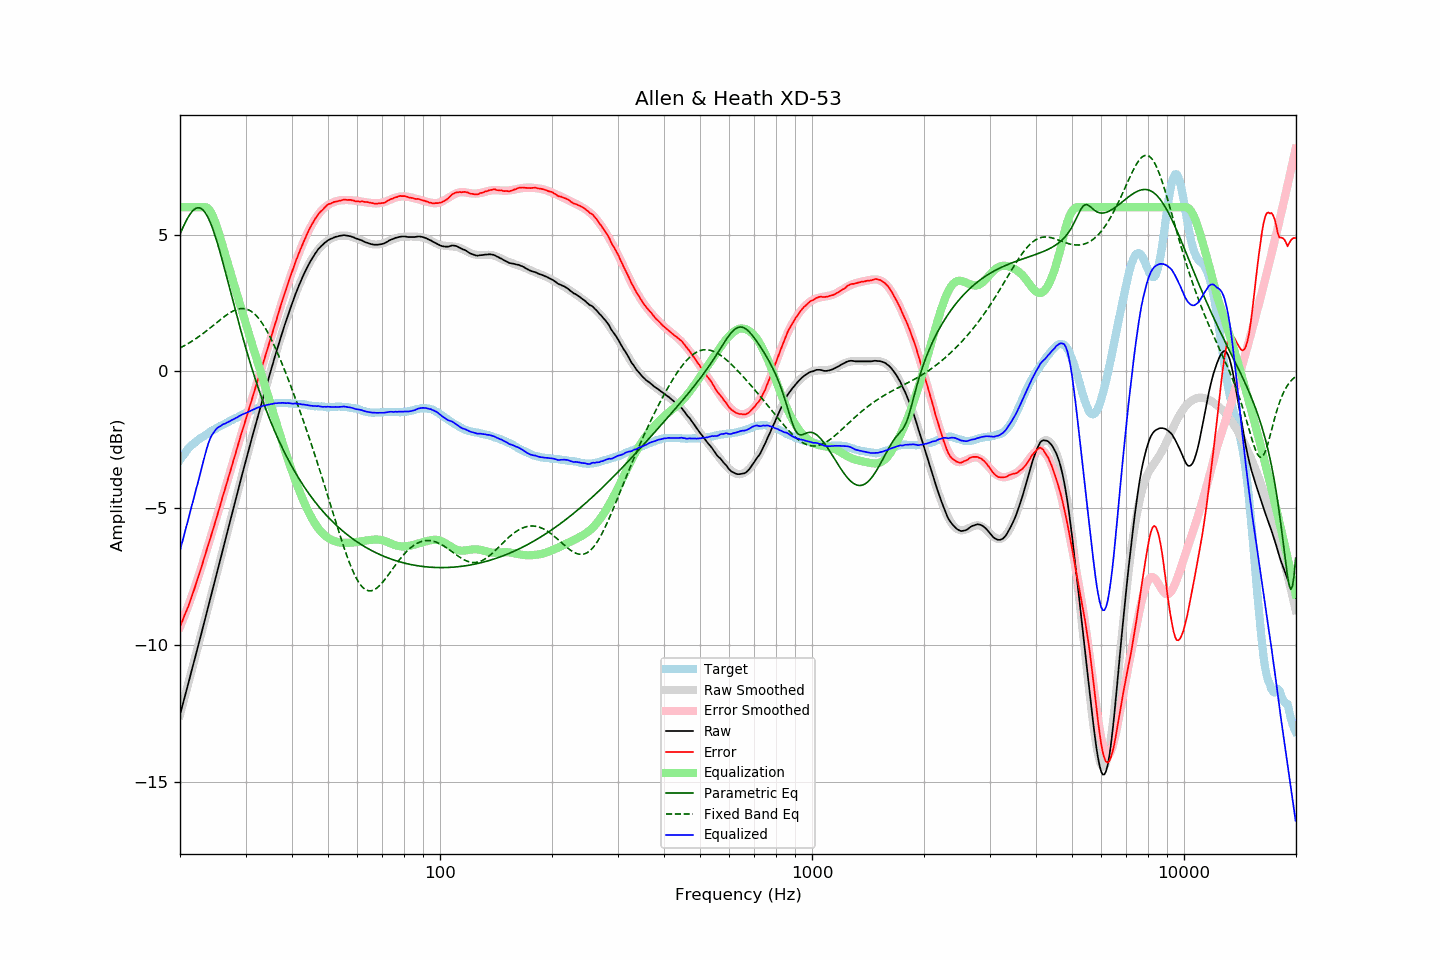 Allen & Heath XD-53
Amplitude (dBr)
5
0
−5
−10
−15
Target
Raw Smoothed
Error Smoothed
Raw
Error
Equalization
Parametric Eq
Fixed Band Eq
Equalized
100
1000
10000
Frequency (Hz)